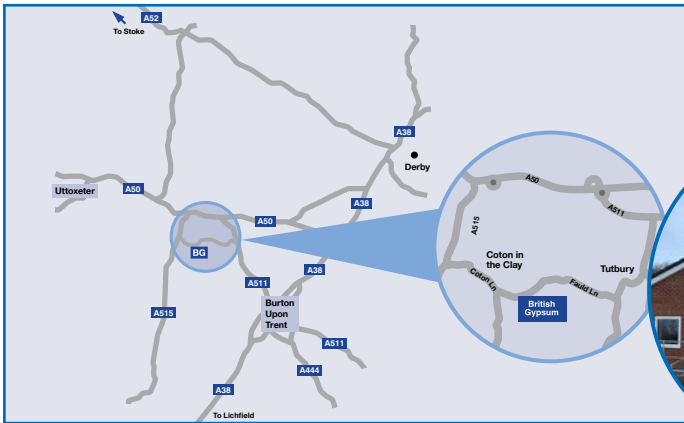 A52
To Stoke
A38
Derby
Uttoxeter
A50
A38
A50
BG
A38
A511
Burton
Upon
Trent
A515
A511
A444
A38
To Lichfield
A50
A511
A515
Coton in
the Clay
Tutbury
Coton Ln
Fauld Ln
British
Gypsum